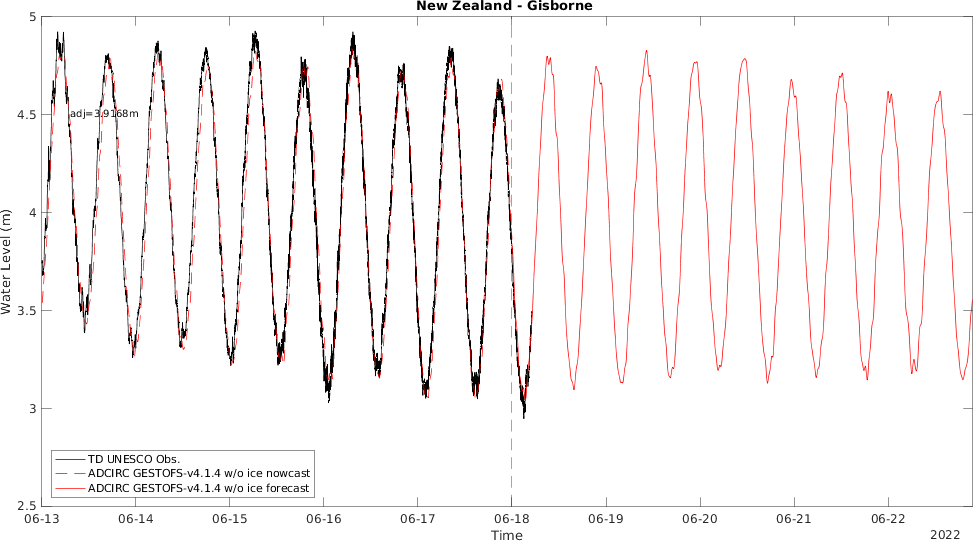 New Zealand - Gisborne
5
4.5
4
3.5
3
2.5
Water Level (m)
adj=3.9168m
TD UNESCO Obs.
ADCIRC GESTOFS-v4.1.4 w/o ice nowcast
ADCIRC GESTOFS-v4.1.4 w/o ice forecast
06-13 06-14 06-15 06-16 06-17 06-18 06-19 06-20 06-21 06-22
Time
2022